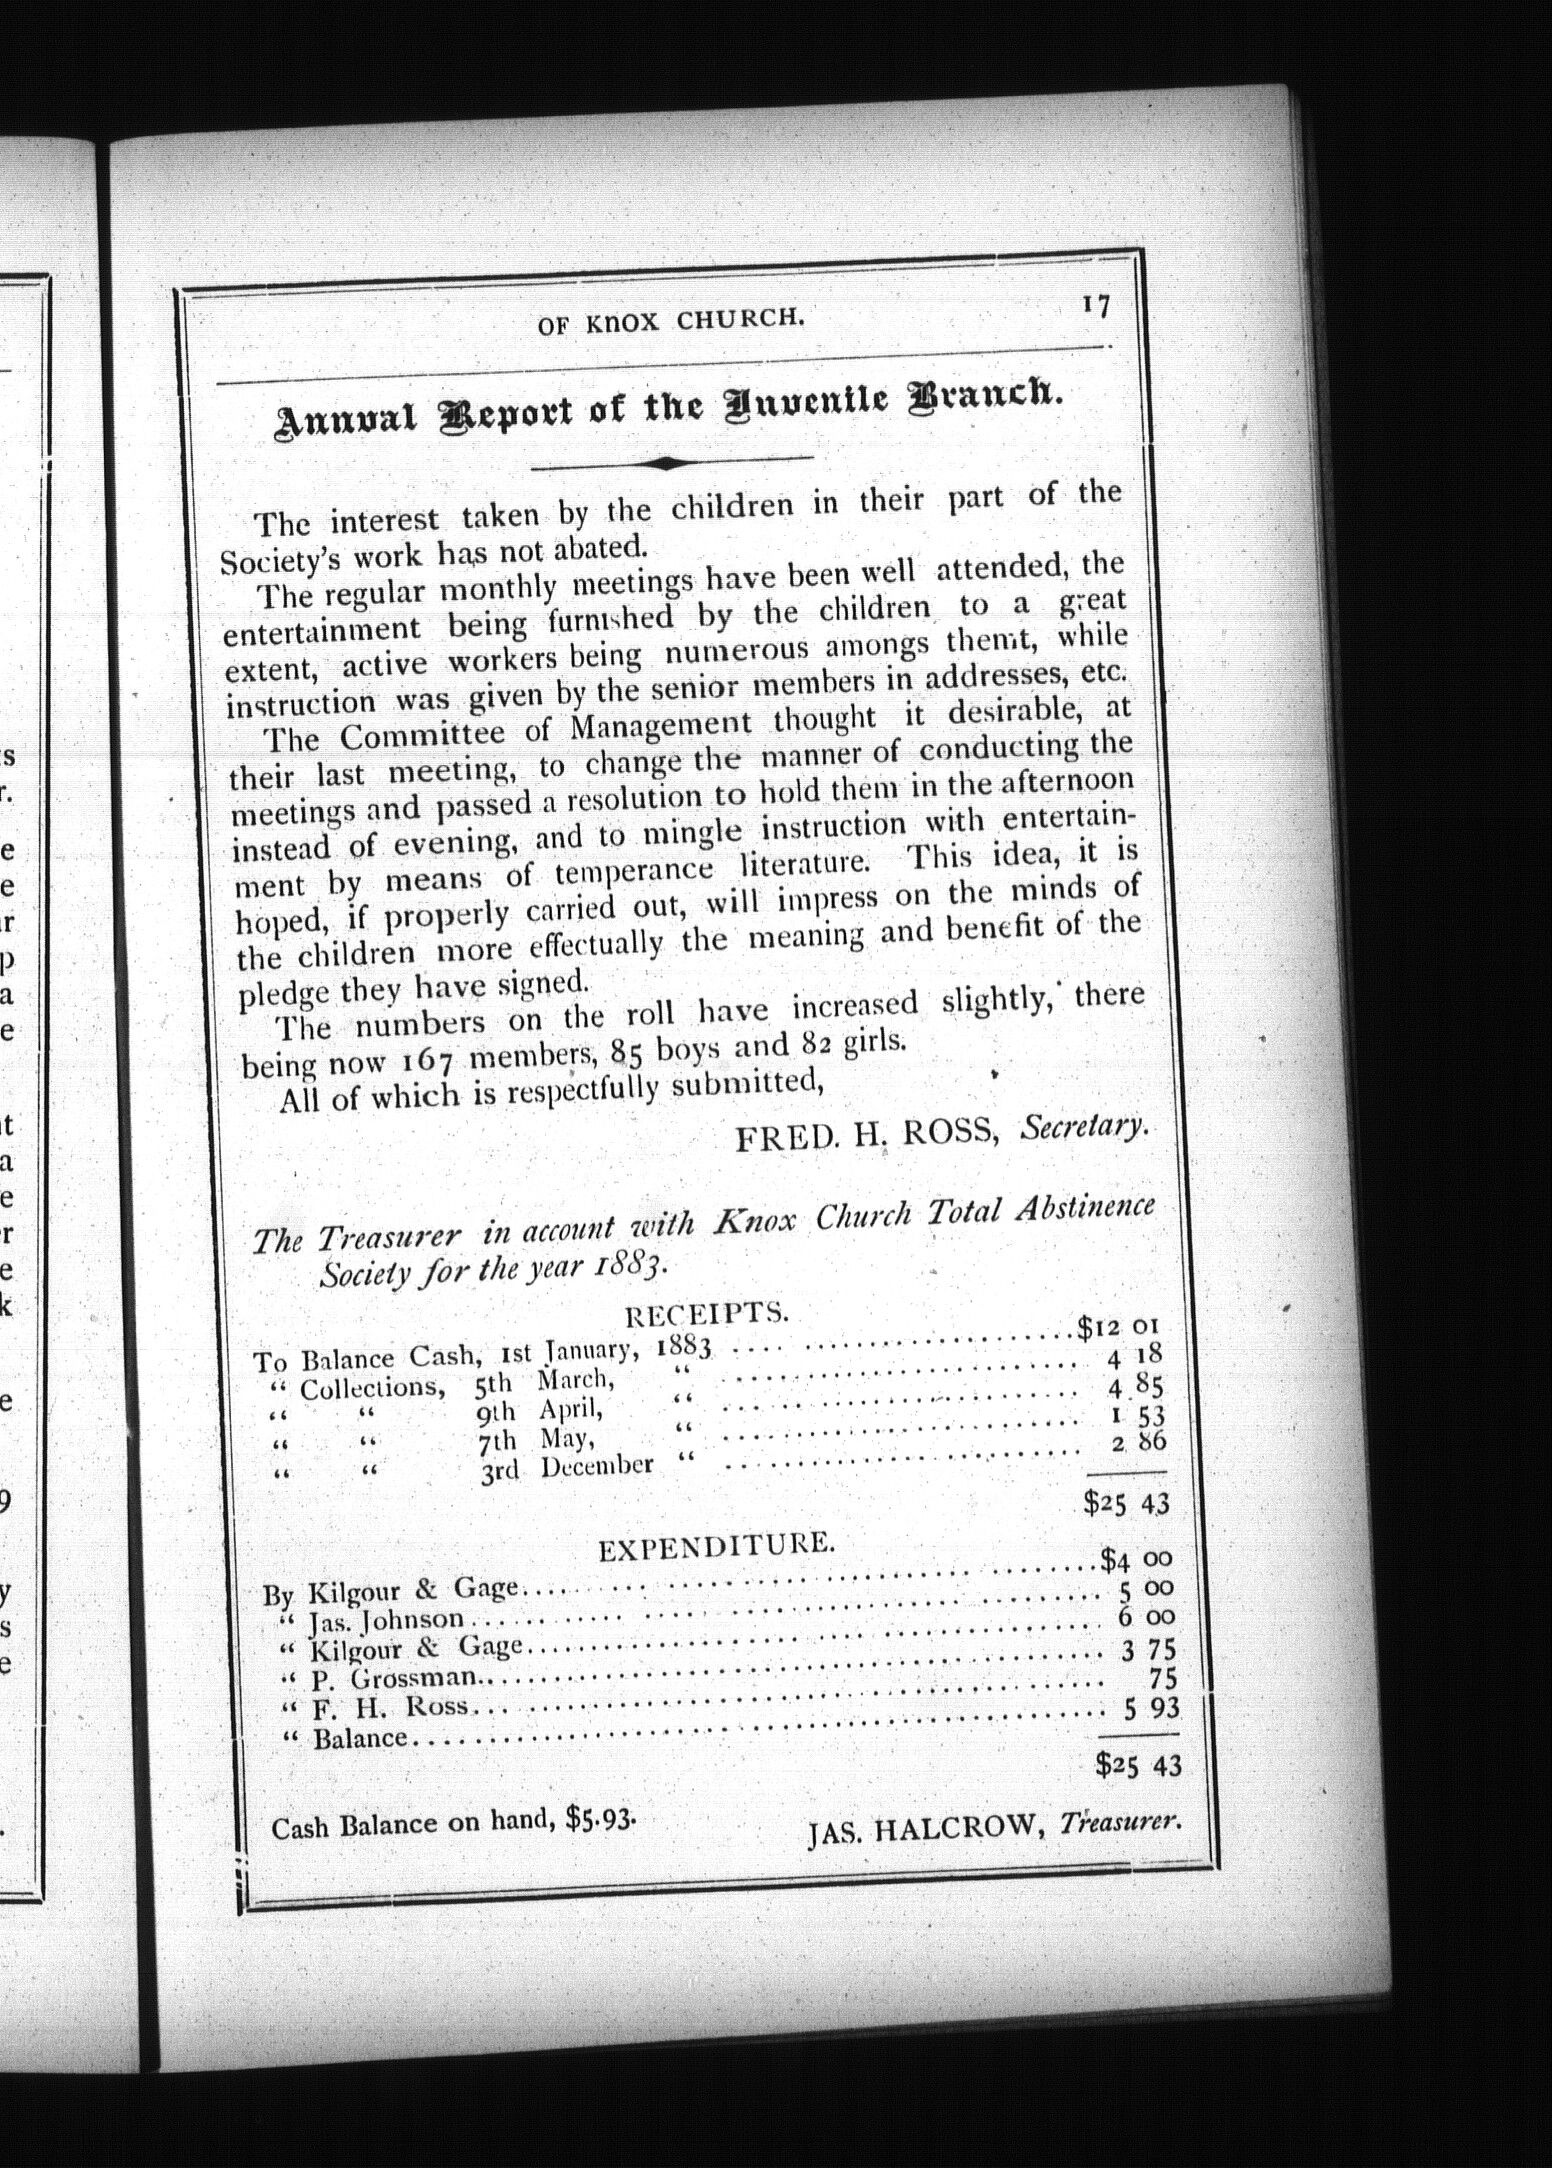 OF KNOX CHURCH. 17
Annual Report of the Juvenile Branch.
The interest taken by the children in their part of the
Society's work has not abated.
The regular monthly meetings have been well attended, the
entertainment being furnished by the children to a great
extent, active workers being numerous amongs themt, while
instruction was given by the senior members in addresses, etc.
The Committee of Management thought it desirable, at
their last meeting, to change the manner of conducting the
meetings and passed a resolution to hold them in the afternoon
instead of evening, and to mingle instruction with entertain-
ment by means of temperance literature. This idea, it is
hoped, if properly carried out, will impress on the minds of
the children more effectually the meaning and benefit of the
pledge they have signed.
The numbers on the roll have increased slightly, there
being now 167 members, 85 boys and 82 girls.
All of which is respectfully submitted,
FRED. H. ROSS, Secretary.
The Treasurer in account with Knox Church Total Abstinence
Society for the year 1883.
RECEIPTS.
To Balance Cash, 1st January, 1883 .... ........................$12 01
“ Collections, 5th March, “ ........................ 4 18
“ “ 9th April, “ ........................ 4 85
“ “ 7th May, “ ........................ 1 53
“ “ 3rd December “ ........................ 2 86
$25 43
EXPENDITURE.
By Kilgour & Gage........................$4 00
“ Jas. Johnson........................ 5 00
“ Kilgour & Gage........................ 6 00
“ P. Grossman........................ 3 75
“ F. H. Ross........................ 75
“ Balance........................ 5 93
$25 43
Cash Balance on hand, $5.93.
JAS. HALCROW, Treasurer.